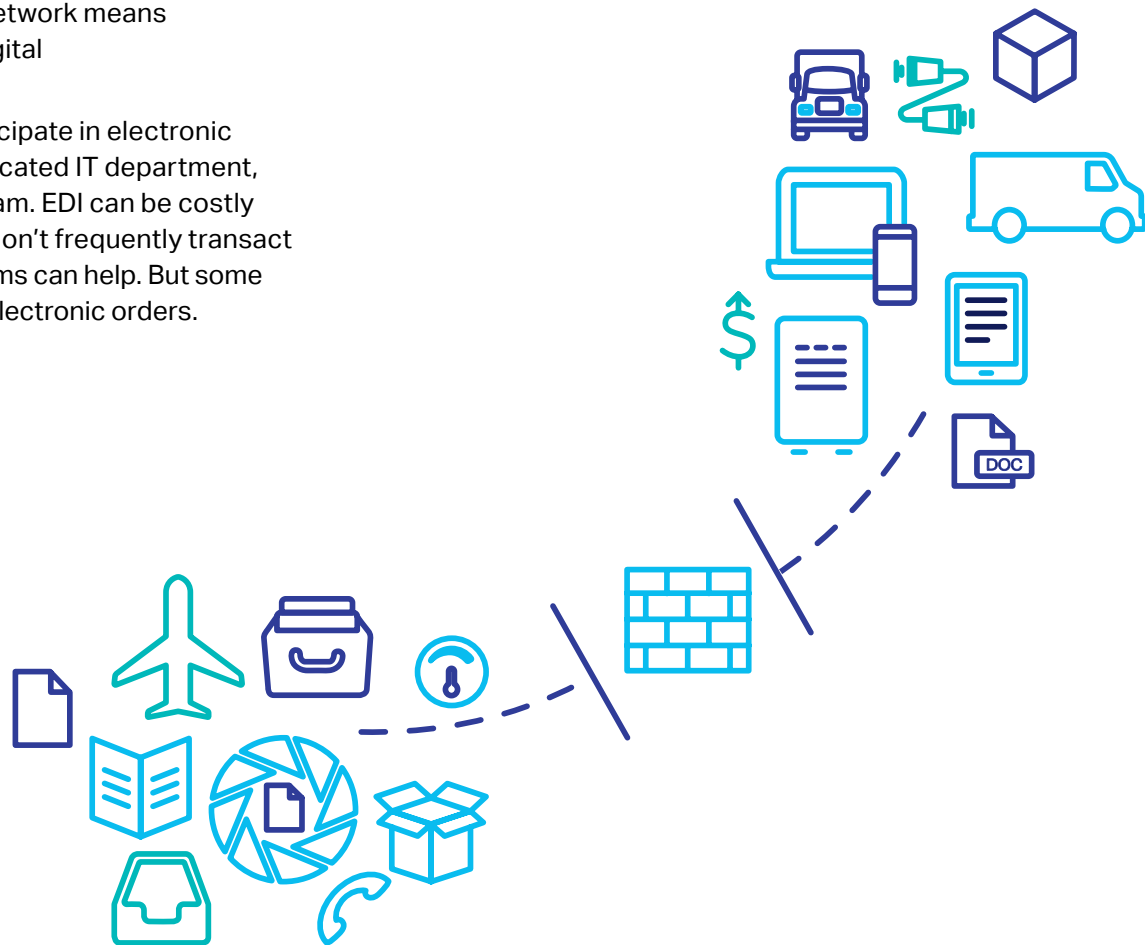 etwork means
gital
cipate in electronic
icated IT department,
am. EDI can be costly
on't frequently transact
ms can help. But some
lectronic orders.
DOC